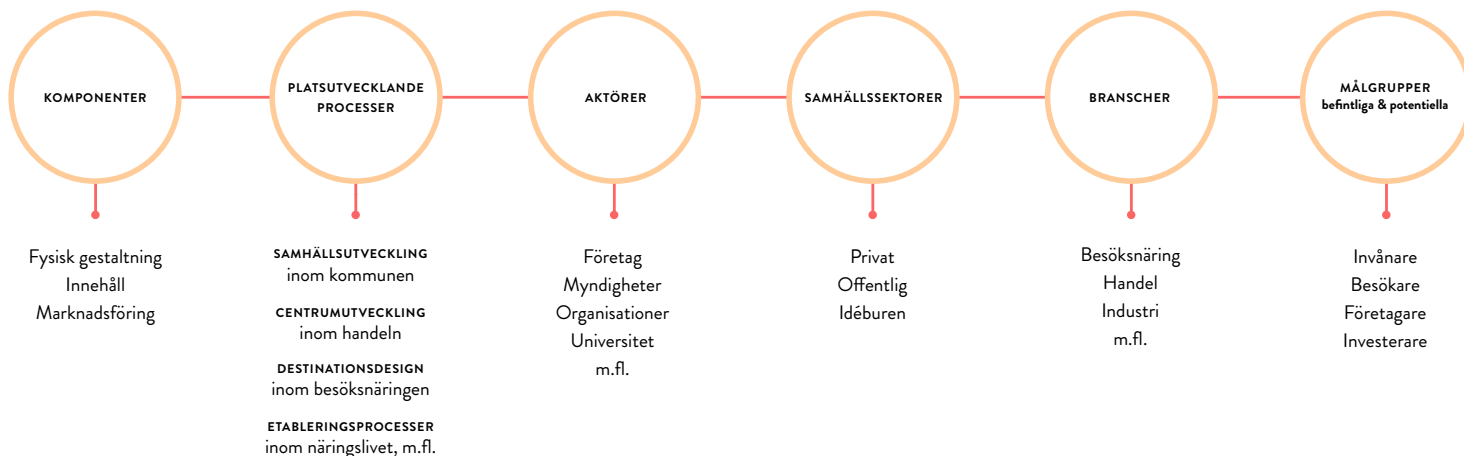 KOMPONENTER
PLATSUTVECKLANDE
PROCESSER
AKTÖRER
SAMHÄLLSSEKTORER
BRANSCHER
MÅLGRUPPER
befintliga & potentiella
Fysisk gestaltning
Innehåll
Marknadsföring
SAMHÄLLSUTVECKLING
inom kommunen
CENTRUMUTVECKLING
inom handeln
DESTINATIONSDESIGN
inom besöksnäringen
ETABLERINGSPROCESSER
inom näringslivet, m.fl.
Företag
Myndigheter
Organisationer
Universitet
m.fl.
Privat
Offentlig
Idéburen
Besöksnäring
Handel
Industri
m.fl.
Invånare
Besökare
Företagare
Investerare